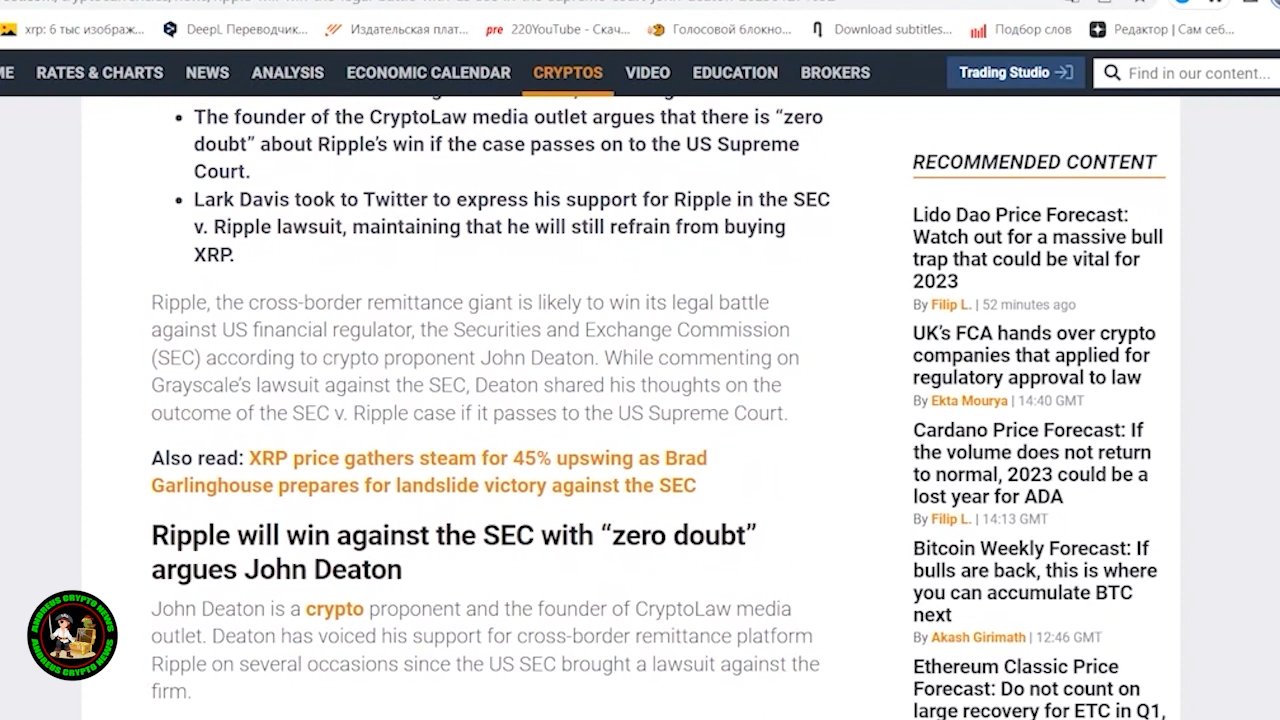 xrp: 6 тыс изображ...
DeepL Переводчик...
Издательская плат...
pre 220YouTube - Скач...
Голосовой блокно...
Download subtitles...
Подбор слов
Редактор | Сам себ...
ME RATES & CHARTS NEWS ANALYSIS ECONOMIC CALENDAR CRYPTOS VIDEO EDUCATION BROKERS Trading Studio Find in our content...
• The founder of the CryptoLaw media outlet argues that there is “zero
doubt” about Ripple’s win if the case passes on to the US Supreme
Court.
• Lark Davis took to Twitter to express his support for Ripple in the SEC
v. Ripple lawsuit, maintaining that he will still refrain from buying
XRP.
Ripple, the cross-border remittance giant is likely to win its legal battle
against US financial regulator, the Securities and Exchange Commission
(SEC) according to crypto proponent John Deaton. While commenting on
Grayscale’s lawsuit against the SEC, Deaton shared his thoughts on the
outcome of the SEC v. Ripple case if it passes to the US Supreme Court.
Also read: XRP price gathers steam for 45% upswing as Brad
Garlinghouse prepares for landslide victory against the SEC
Ripple will win against the SEC with “zero doubt”
argues John Deaton
John Deaton is a crypto proponent and the founder of CryptoLaw media
outlet. Deaton has voiced his support for cross-border remittance platform
Ripple on several occasions since the US SEC brought a lawsuit against the
firm.
RECOMMENDED CONTENT
Lido Dao Price Forecast:
Watch out for a massive bull
trap that could be vital for
2023
By Filip L. | 52 minutes ago
UK’s FCA hands over crypto
companies that applied for
regulatory approval to law
By Ekta Mourya | 14:40 GMT
Cardano Price Forecast: If
the volume does not return
to normal, 2023 could be a
lost year for ADA
By Filip L. | 14:13 GMT
Bitcoin Weekly Forecast: If
bulls are back, this is where
you can accumulate BTC
next
By Akash Girimath | 12:46 GMT
Ethereum Classic Price
Forecast: Do not count on
large recovery for ETC in Q1,
ANDREUS CRYPTO NEWS
ANDREUS CRYPTO NEWS